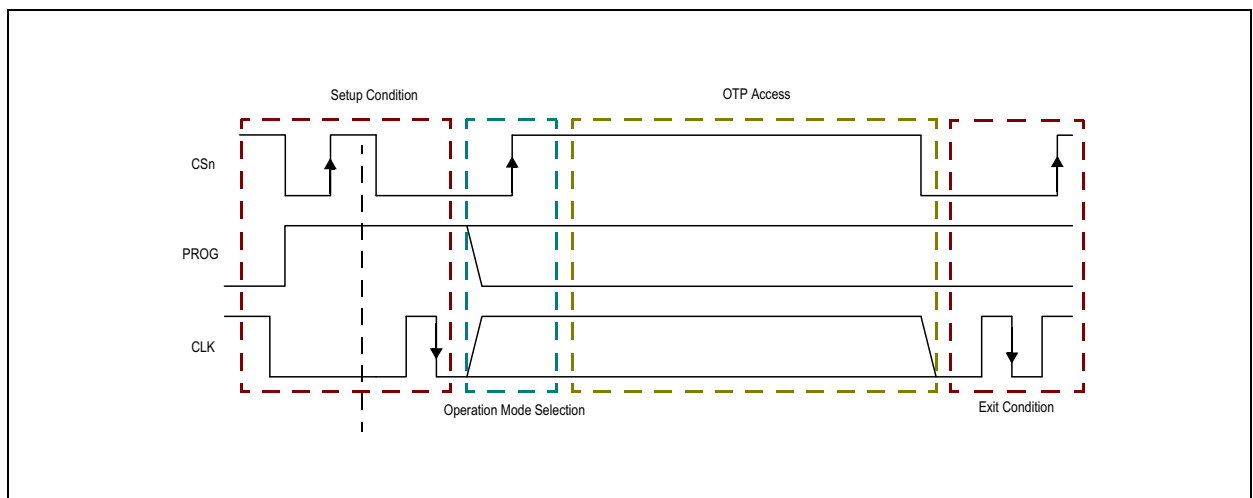 Setup Condition
OTP Access
CSn
PROG
CLK
Operation Mode Selection
Exit Condition